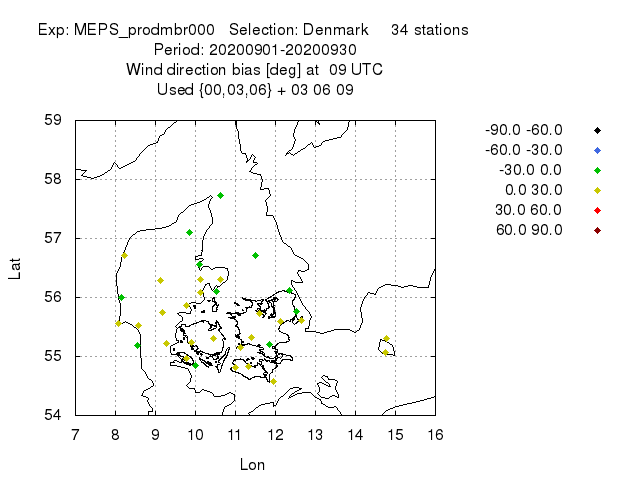 Exp: MEPS_prodmbr000 Selection: Denmark 34 stations
Period: 20200901-20200930
Wind direction bias [deg] at 09 UTC
Used {00,03,06} + 03 06 09
-90.0 -60.0
-60.0 -30.0
-30.0 0.0
0.0 30.0
30.0 60.0
60.0 90.0
Lat
59
58
57
56
55
54
7 8 9 10 11 12 13 14 15 16
Lon